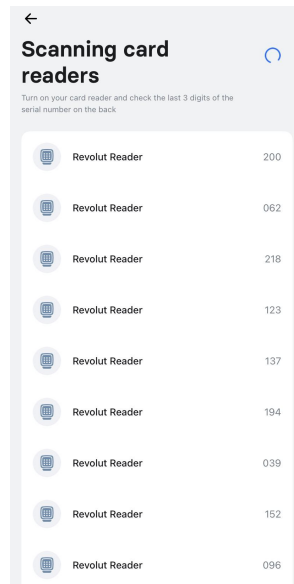 Scanning card
readers
Turn on your card reader and check the last 3 digits of the
serial number on the back
Revolut Reader 200
Revolut Reader 062
Revolut Reader 218
Revolut Reader 123
Revolut Reader 137
Revolut Reader 194
Revolut Reader 039
Revolut Reader 152
Revolut Reader 096